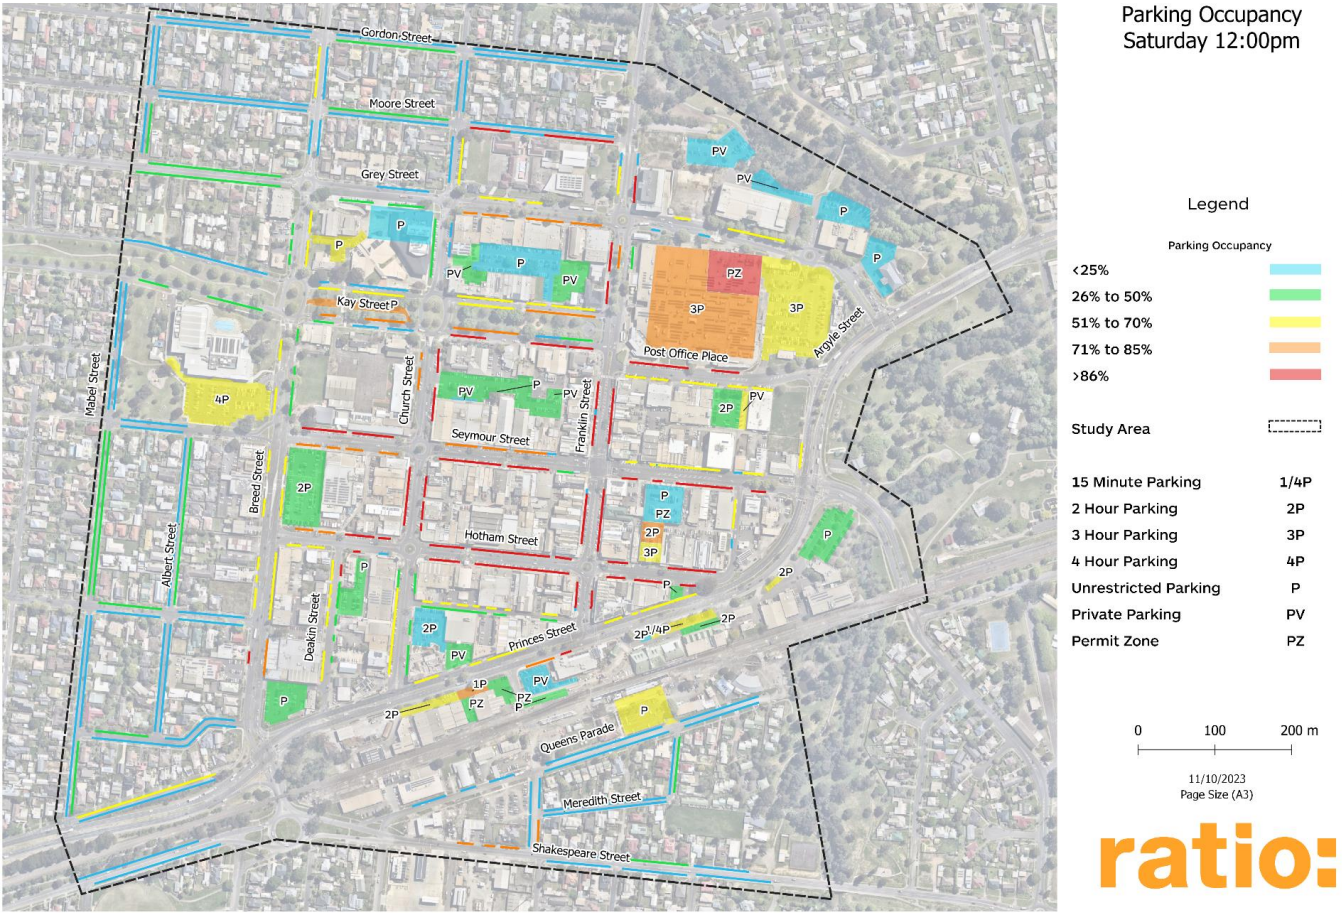 Parking Occupancy
Saturday 12:00pm
Legend
Parking Occupancy
<25%
26% to 50%
51% to 70%
71% to 85%
>86%
Study Area
15 Minute Parking 1/4P
2 Hour Parking 2P
3 Hour Parking 3P
4 Hour Parking 4P
Unrestricted Parking P
Private Parking PV
Permit Zone PZ
0 100 200 m
11/10/2023
Page Size (A3)
ratio:
Gordon Street
Moore Street
PV
Grey Street
PV
P
P
P
P
PV
P
PV
PZ
Kay Street
P
3P
3P
Argyle Street
Post Office Place
Mabel Street
Church Street
Franklin Street
4P
PV
P
PV
2P
PV
Seymour Street
Breed Street
2P
P
PZ
2P
3P
Hotham Street
P
Albert Street
P
2P
P
Deakin Street
2P
PV
Princes Street
2P
1/4P
2P
P
1P
PZ
2P
PZ
P
PV
P
Queens Parade
Meredith Street
Shakespeare Street